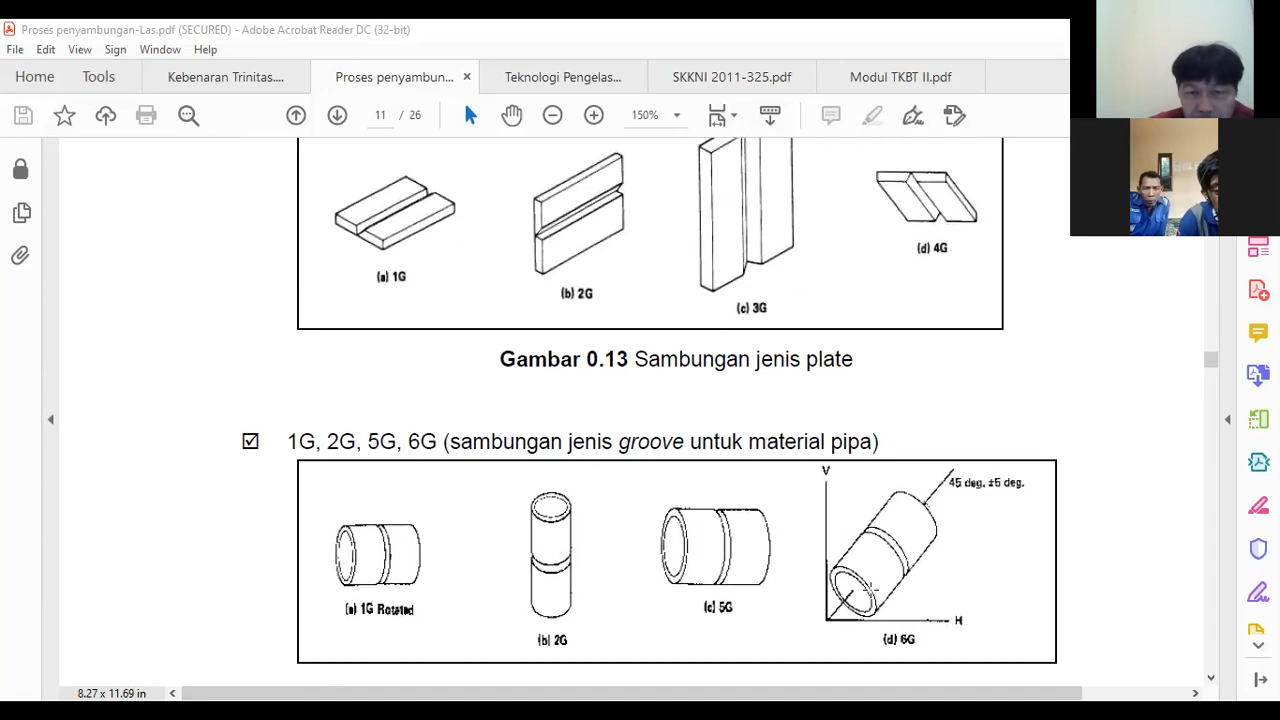 Proses penyambungan-Las.pdf (SECURED) - Adobe Acrobat Reader DC (32-bit)
File Edit View Sign Window Help
Home Tools Kebenaran Trinitas.... Proses penyambun... × Teknologi Pengelas... SKKNI 2011-325.pdf Modul TKBT II.pdf
11 / 26 150%
(a) 1G
(b) 2G
(c) 3G
(d) 4G
Gambar 0.13 Sambungan jenis plate
1G, 2G, 5G, 6G (sambungan jenis groove untuk material pipa)
V
45 deg. ±5 deg.
H
(a) 1G Rotated
(b) 2G
(c) 5G
(d) 6G
8.27 x 11.69 in